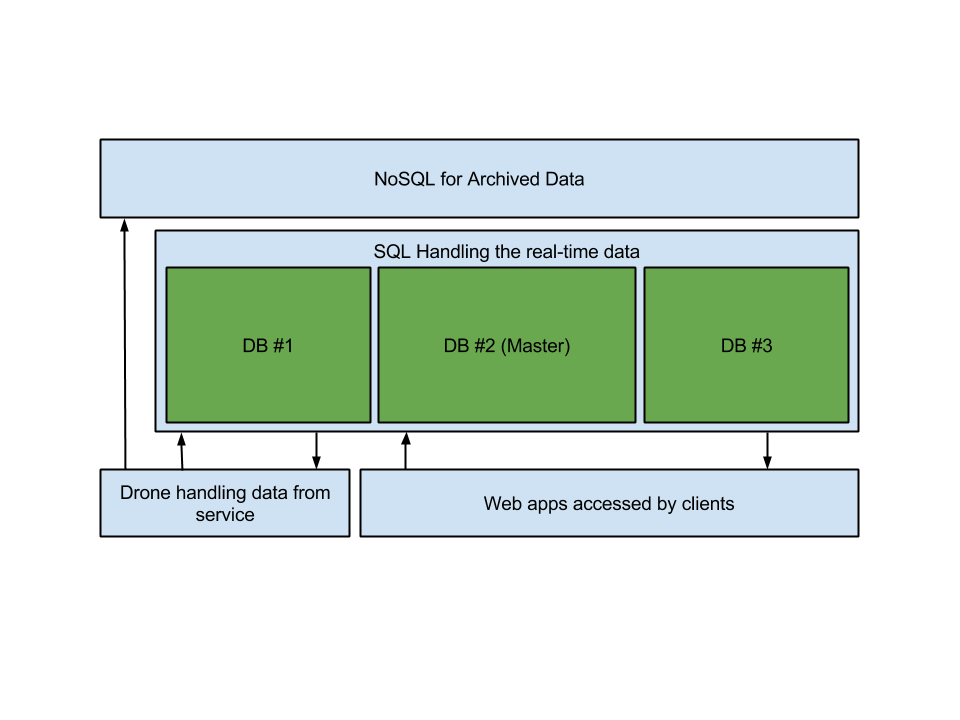 NoSQL for Archived Data
SQL Handling the real-time data
DB #1
DB #2 (Master)
DB #3
Drone handling data from
service
Web apps accessed by clients